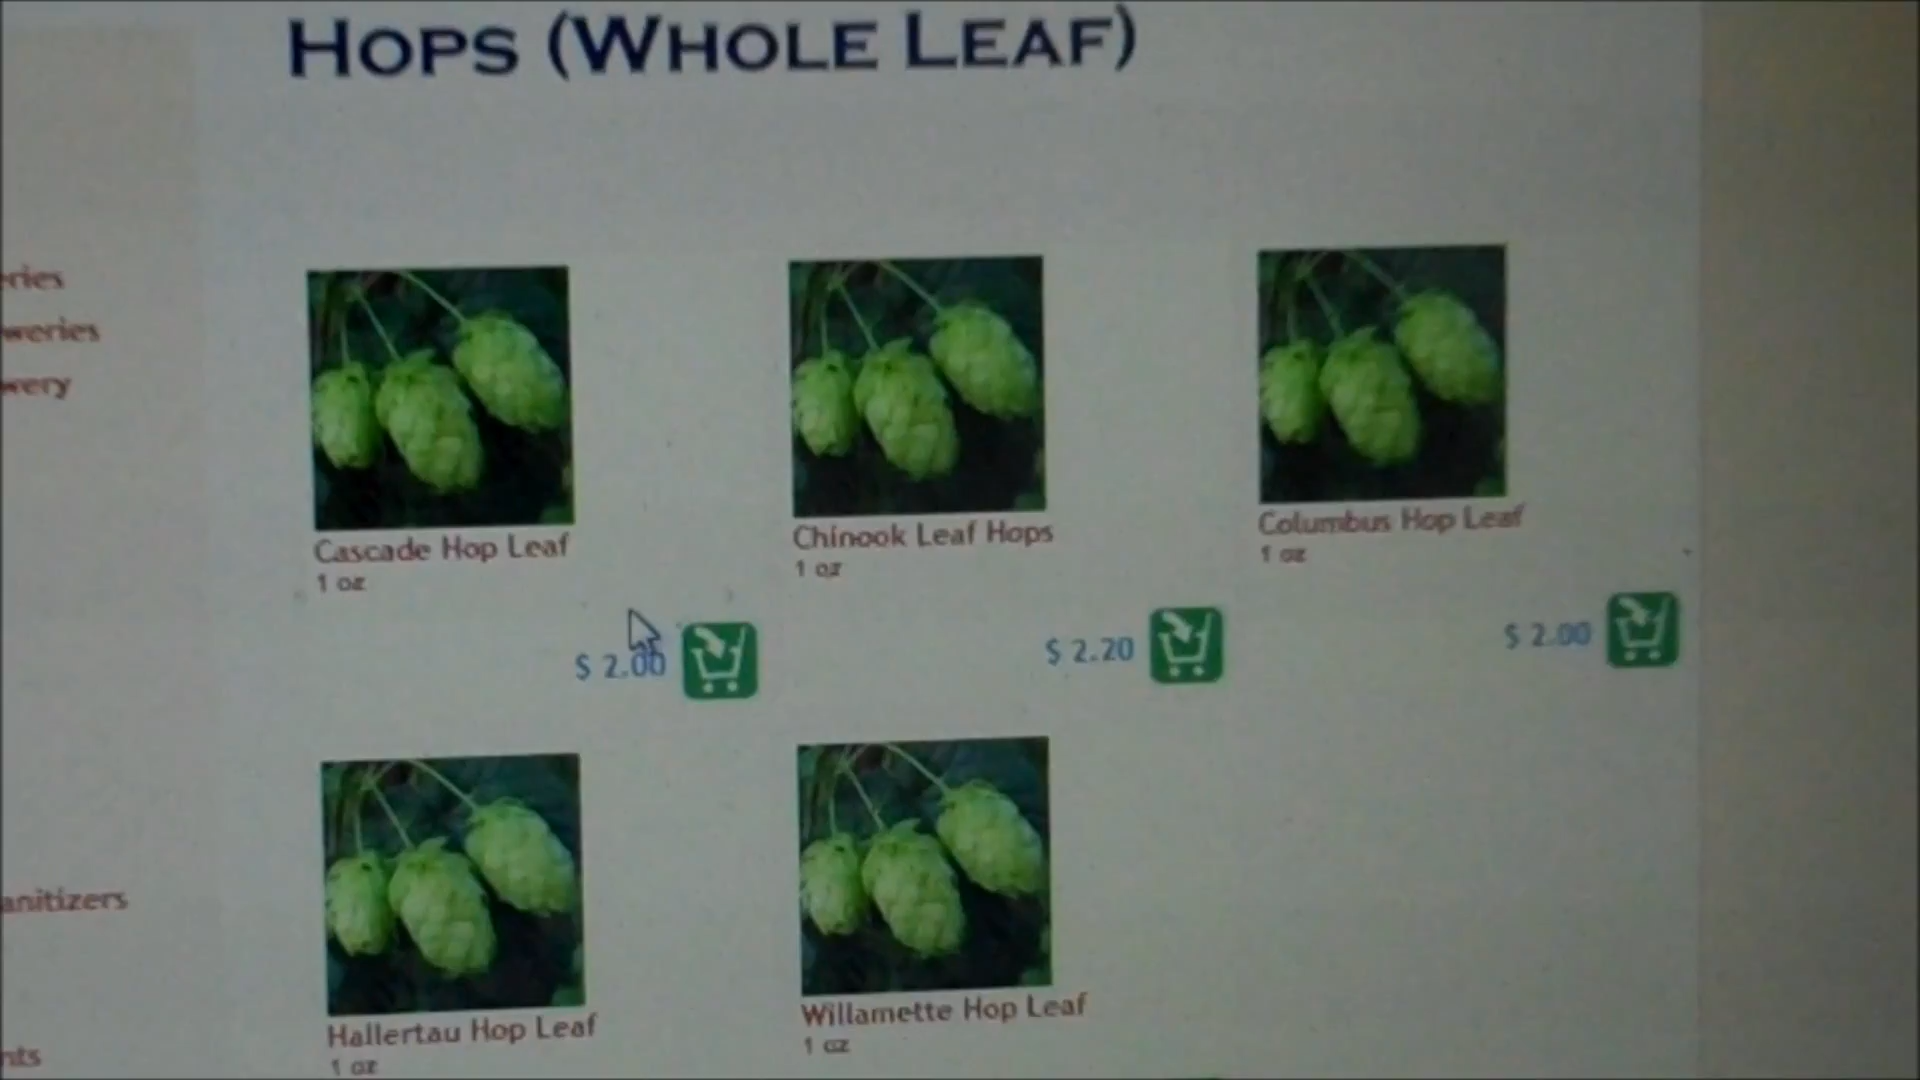 HOPS (WHOLE LEAF)
eries
weries
wery
Cascade Hop Leaf
1 oz
$ 2.00
Chinook Leaf Hops
1 oz
$ 2.20
Columbus Hop Leaf
1 oz
$ 2.00
anitizers
nts
Hallertau Hop Leaf
1 oz
Willamette Hop Leaf
1 oz